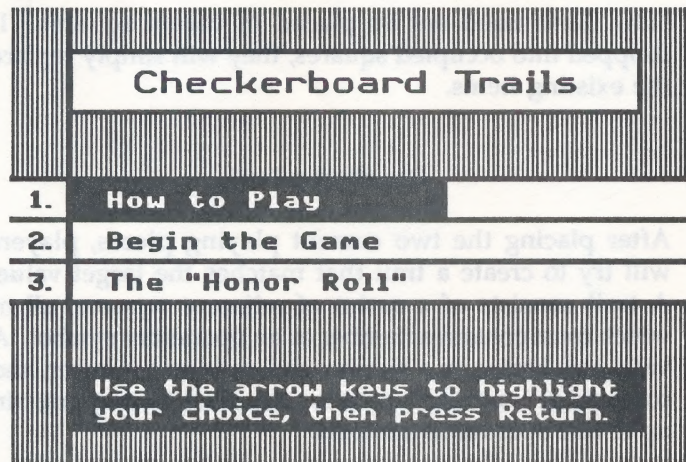 Checkerboard Trails
1. How to Play
2. Begin the Game
3. The "Honor Roll"
Use the arrow keys to highlight
your choice, then press Return.